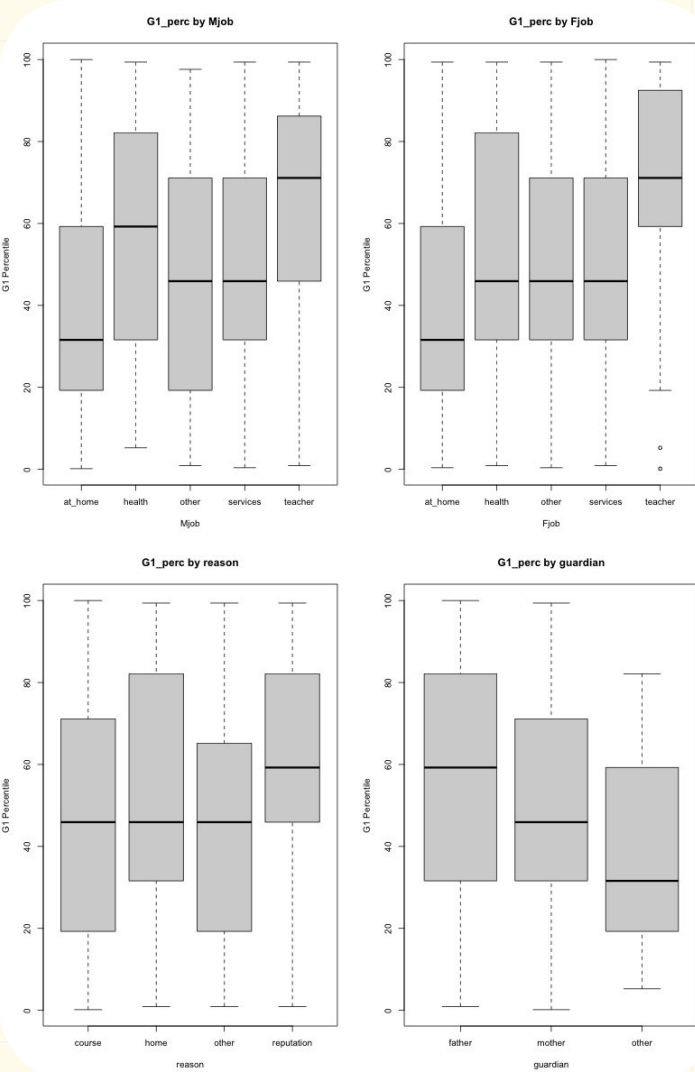 G1_perc by Mjob
G1 Percentile
100
80
60
40
20
0
at_home health other services teacher
Mjob
G1_perc by Fjob
G1 Percentile
100
80
60
40
20
0
at_home health other services teacher
Fjob
G1_perc by reason
G1 Percentile
100
80
60
40
20
0
course home other reputation
reason
G1_perc by guardian
G1 Percentile
100
80
60
40
20
0
father mother other
guardian